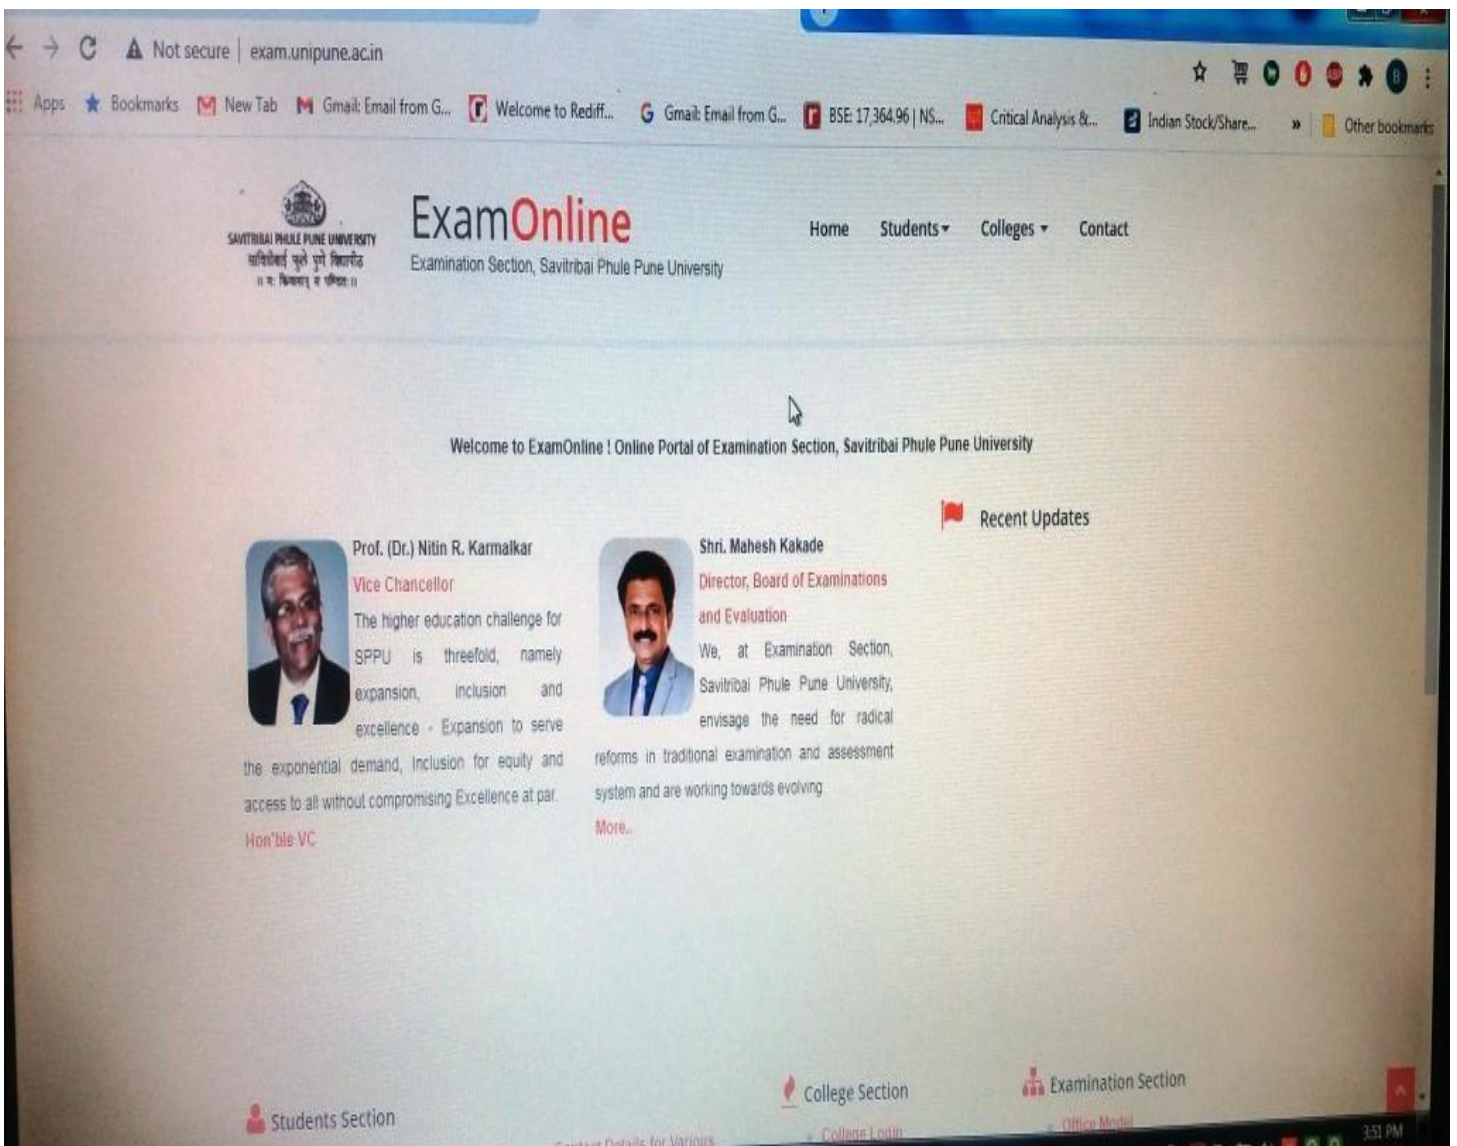 Not secure | exam.unipune.ac.in
Apps Bookmarks New Tab Gmail: Email from G... Welcome to Rediff... Gmail: Email from G... BSE: 17,364.96 | NS... Critical Analysis &... Indian Stock/Share... » Other bookmarks
SAVITRIBAI PHULE PUNE UNIVERSITY
सावित्रीबाई फुले पुणे विद्यापीठ
ExamOnline
Examination Section, Savitribai Phule Pune University
Home Students Colleges Contact
Welcome to ExamOnline ! Online Portal of Examination Section, Savitribai Phule Pune University
Prof. (Dr.) Nitin R. Karmalkar
Vice Chancellor
The higher education challenge for
SPPU is threefold, namely
expansion, inclusion and
excellence - Expansion to serve
the exponential demand, Inclusion for equity and
access to all without compromising Excellence at par.
Hon'ble VC
Shri. Mahesh Kakade
Director, Board of Examinations
and Evaluation
We, at Examination Section,
Savitribai Phule Pune University,
envisage the need for radical
reforms in traditional examination and assessment
system and are working towards evolving
More..
Recent Updates
Students Section
Contact Details for Various
College Section
College Login
Examination Section
Office Model
3:51 PM